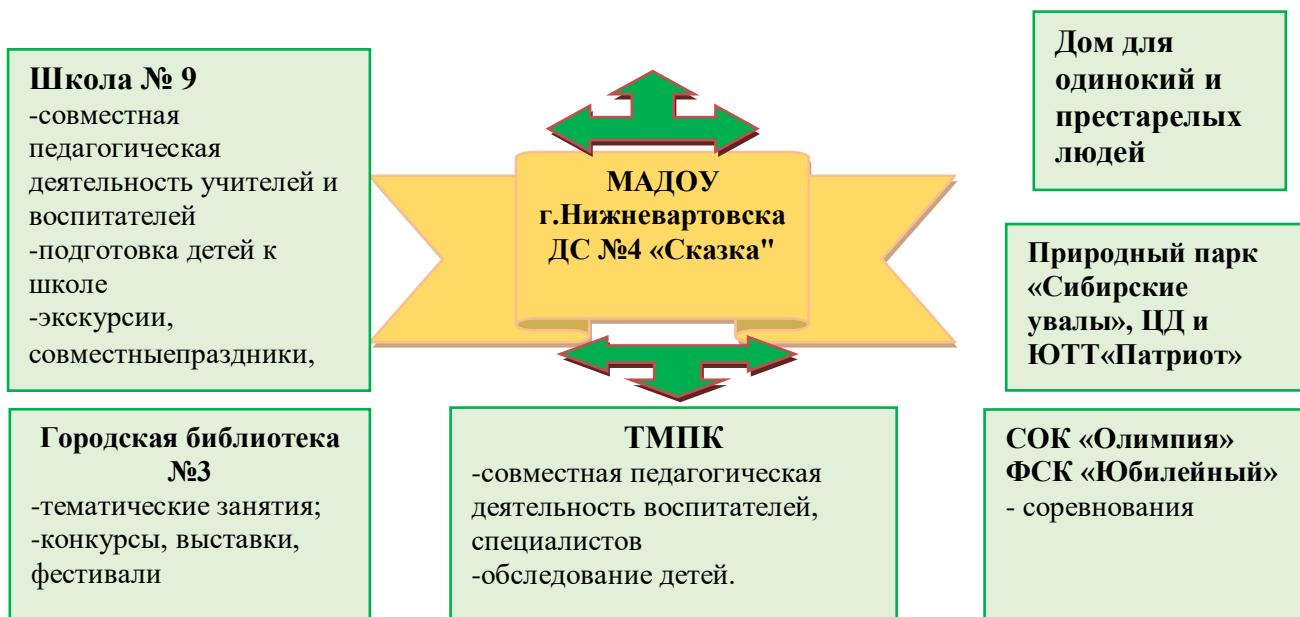 Школа № 9
-совместная
педагогическая
деятельность учителей и
воспитателей
-подготовка детей к
школе
-экскурсии,
совместныепраздники,
МАДОУ
г.Нижневартовска
ДС №4 «Сказка"
Дом для
одинокий и
престарелых
людей
Природный парк
«Сибирские
увалы», ЦД и
ЮТТ«Патриот»
Городская библиотека
№3
-тематические занятия;
-конкурсы, выставки,
фестивали
ТМПК
-совместная педагогическая
деятельность воспитателей,
специалистов
-обследование детей.
СОК «Олимпия»
ФСК «Юбилейный»
- соревнования